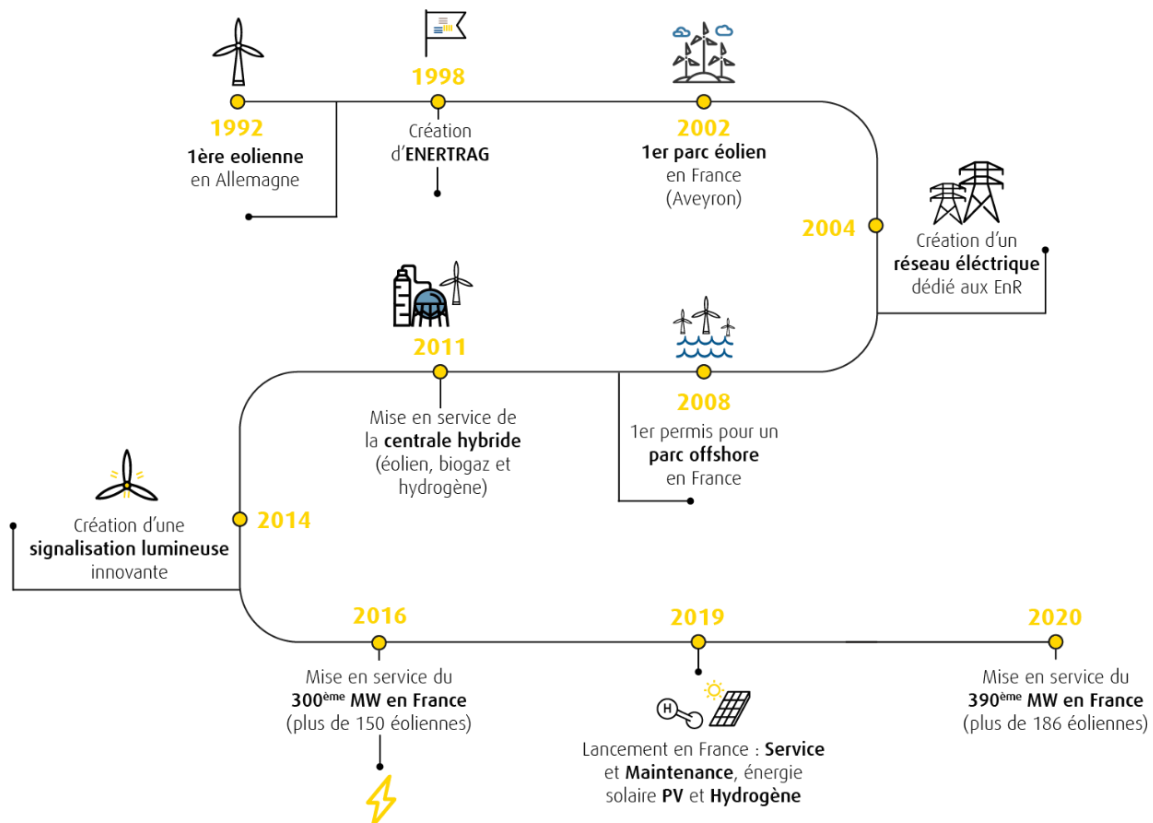 1992
1ère eolienne
en Allemagne
1998
Création
d'ENERTRAG
2002
1er parc éolien
en France
(Aveyron)
2004
Création d'un
réseau éléctrique
dédié aux EnR
2008
1er permis pour un
parc offshore
en France
2011
Mise en service de
la centrale hybride
(éolien, biogaz et
hydrogène)
2014
Création d'une
signalisation lumineuse
innovante
2016
Mise en service du
300ème MW en France
(plus de 150 éoliennes)
2019
H
Lancement en France : Service
et Maintenance, énergie
solaire PV et Hydrogène
2020
Mise en service du
390ème MW en France
(plus de 186 éoliennes)